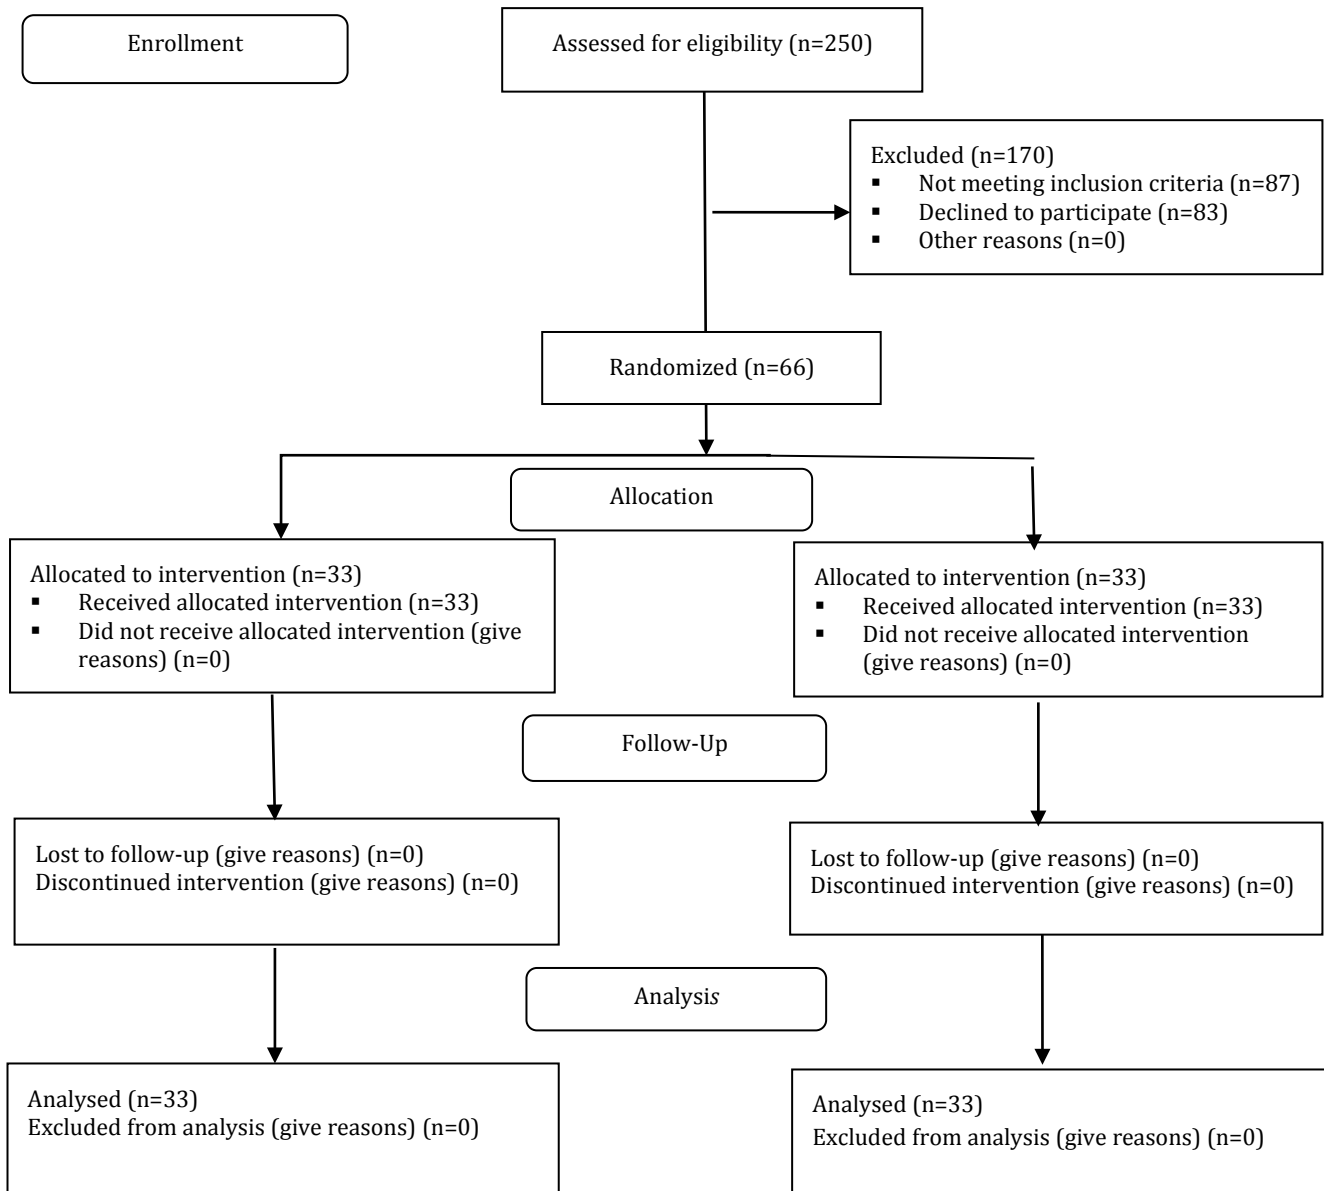 Enrollment
Assessed for eligibility (n=250)
Excluded (n=170)
▪ Not meeting inclusion criteria (n=87)
▪ Declined to participate (n=83)
▪ Other reasons (n=0)
Randomized (n=66)
Allocation
Allocated to intervention (n=33)
▪ Received allocated intervention (n=33)
▪ Did not receive allocated intervention (give
reasons) (n=0)
Allocated to intervention (n=33)
▪ Received allocated intervention (n=33)
▪ Did not receive allocated intervention
(give reasons) (n=0)
Follow-Up
Lost to follow-up (give reasons) (n=0)
Discontinued intervention (give reasons) (n=0)
Lost to follow-up (give reasons) (n=0)
Discontinued intervention (give reasons) (n=0)
Analysis
Analysed (n=33)
Excluded from analysis (give reasons) (n=0)
Analysed (n=33)
Excluded from analysis (give reasons) (n=0)